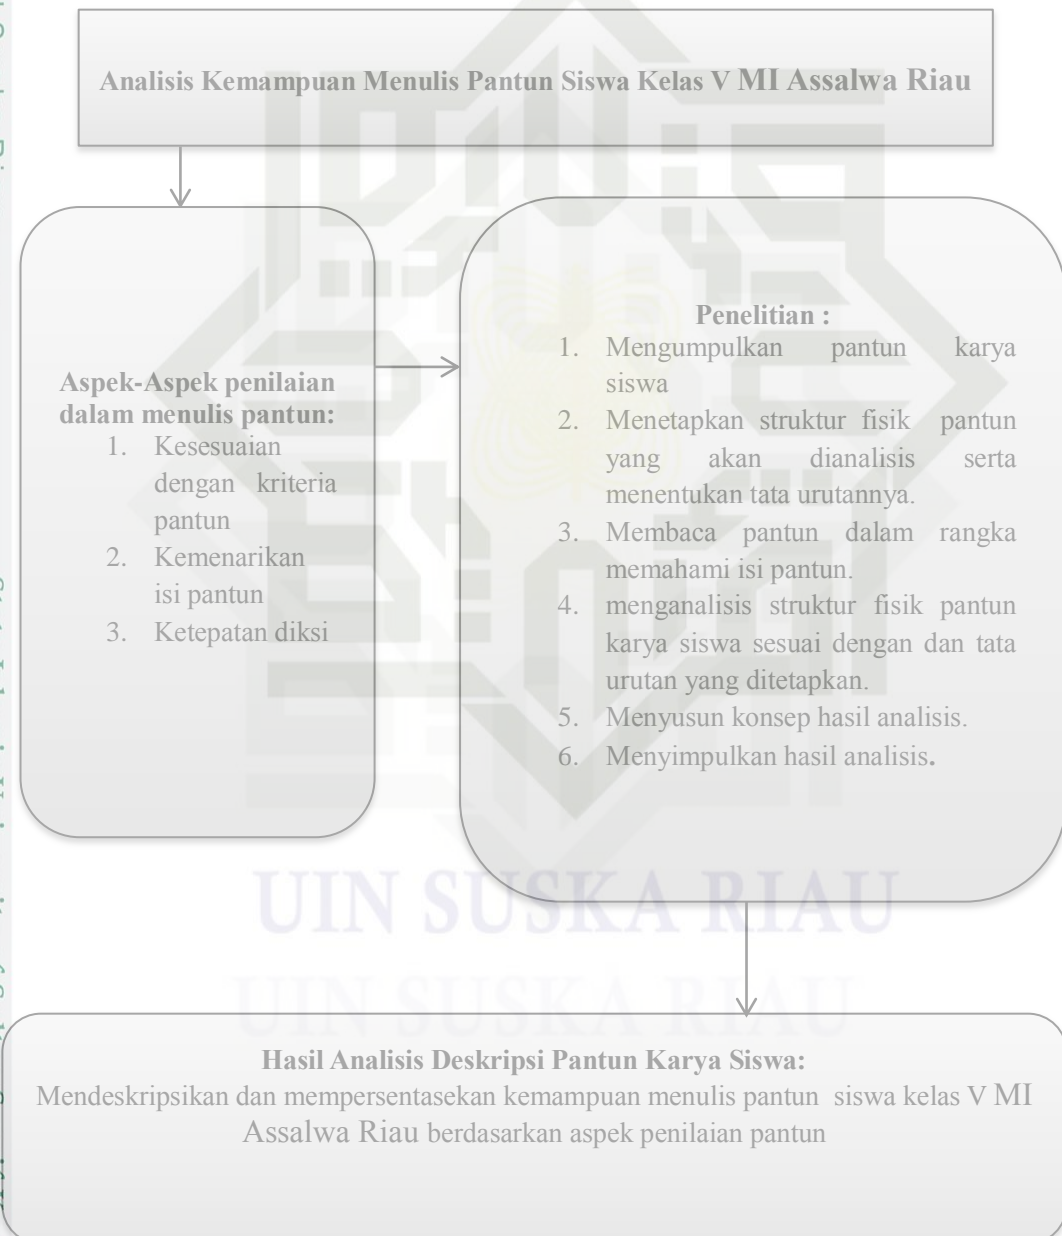 Analisis Kemampuan Menulis Pantun Siswa Kelas V MI Assalwa Riau
Aspek-Aspek penilaian
dalam menulis pantun:
1. Kesesuaian
dengan kriteria
pantun
2. Kemenarikan
isi pantun
3. Ketepatan diksi
Penelitian :
1. Mengumpulkan pantun karya
siswa
2. Menetapkan struktur fisik pantun
yang akan dianalisis serta
menentukan tata urutannya.
3. Membaca pantun dalam rangka
memahami isi pantun.
4. menganalisis struktur fisik pantun
karya siswa sesuai dengan dan tata
urutan yang ditetapkan.
5. Menyusun konsep hasil analisis.
6. Menyimpulkan hasil analisis.
UIN SUSKA RIAU
UIN SUSKA RIAU
Hasil Analisis Deskripsi Pantun Karya Siswa:
Mendeskripsikan dan mempersentasekan kemampuan menulis pantun siswa kelas V MI
Assalwa Riau berdasarkan aspek penilaian pantun